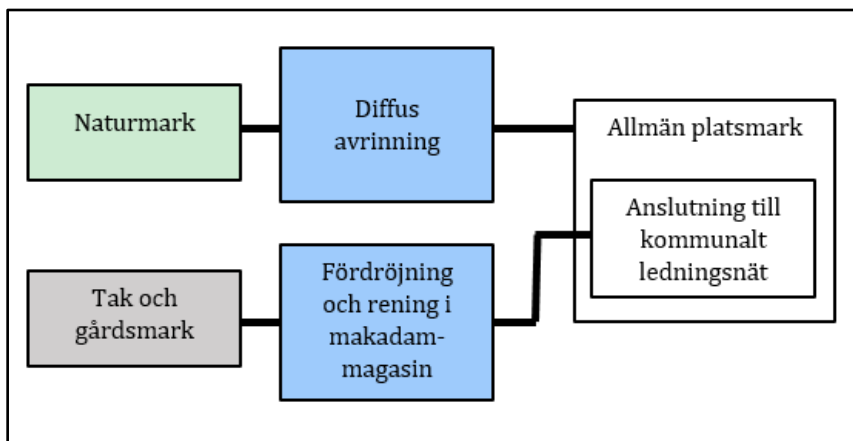 Naturmark
Diffus
avrinning
Allmän platsmark
Anslutning till
kommunalt
ledningsnät
Tak och
gårdsmark
Fördröjning
och rening i
makadam-
magasin